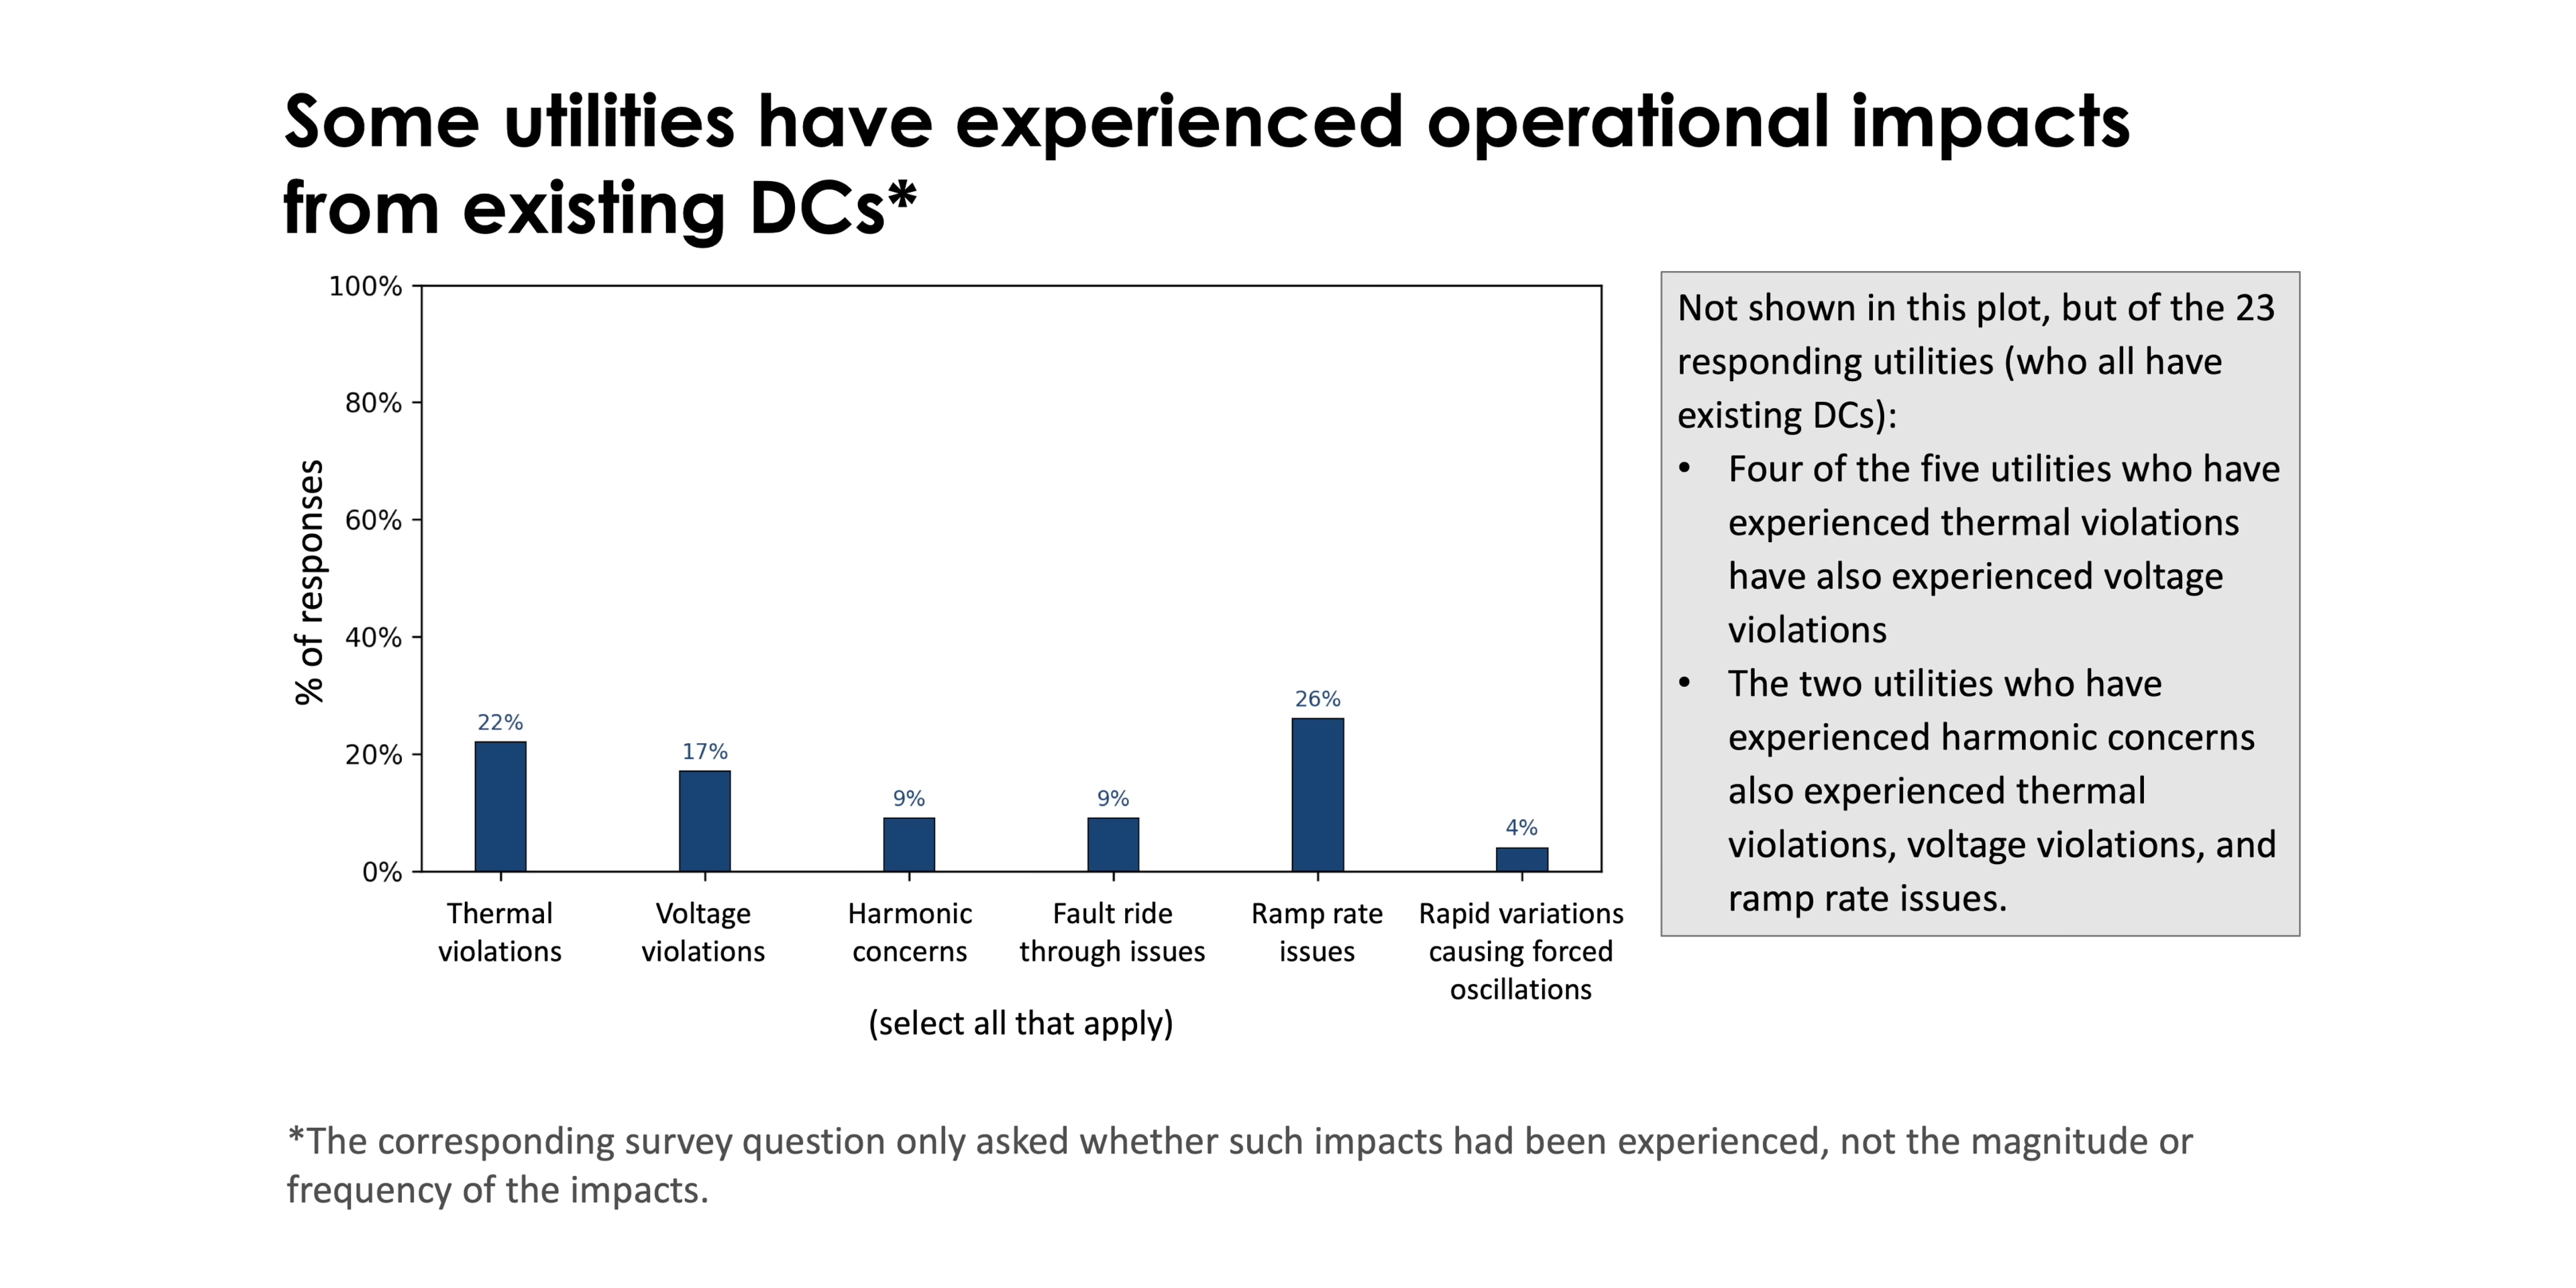 Some utilities have experienced operational impacts
from existing DCs*
100%
80%
60%
40%
20%
0%
% of responses
22%
17%
9%
9%
26%
4%
Thermal
violations
Voltage
violations
Harmonic
concerns
Fault ride
through issues
Ramp rate
issues
Rapid variations
causing forced
oscillations
(select all that apply)
Not shown in this plot, but of the 23
responding utilities (who all have
existing DCs):
• Four of the five utilities who have
experienced thermal violations
have also experienced voltage
violations
• The two utilities who have
experienced harmonic concerns
also experienced thermal
violations, voltage violations, and
ramp rate issues.
*The corresponding survey question only asked whether such impacts had been experienced, not the magnitude or
frequency of the impacts.